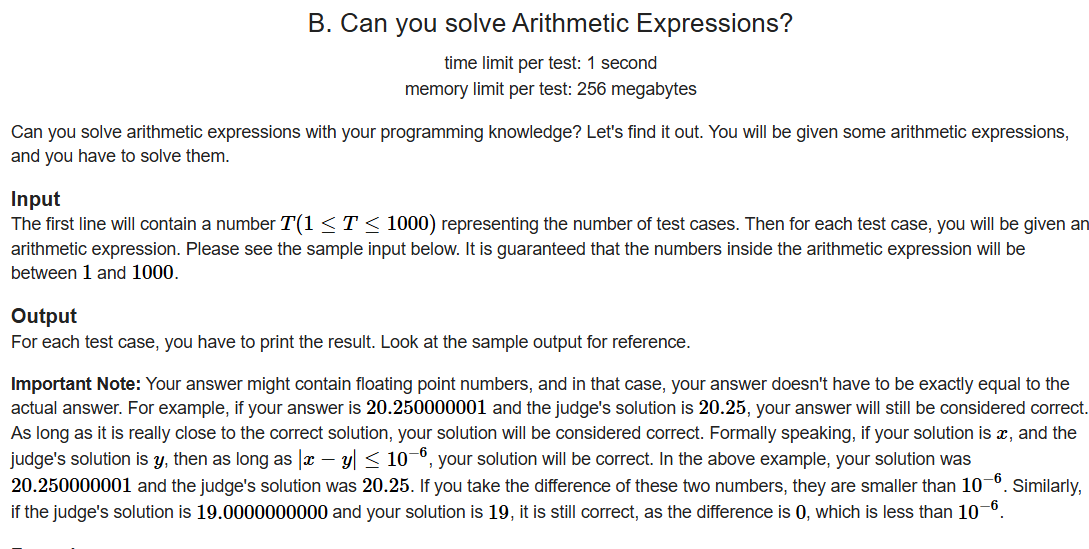 B. Can you solve Arithmetic Expressions?
time limit per test: 1 second
memory limit per test: 256 megabytes
Can you solve arithmetic expressions with your programming knowledge? Let's find it out. You will be given some arithmetic expressions,
and you have to solve them.
Input
The first line will contain a number T(1 ≤ T ≤ 1000) representing the number of test cases. Then for each test case, you will be given an
arithmetic expression. Please see the sample input below. It is guaranteed that the numbers inside the arithmetic expression will be
between 1 and 1000.
Output
For each test case, you have to print the result. Look at the sample output for reference.
Important Note: Your answer might contain floating point numbers, and in that case, your answer doesn't have to be exactly equal to the
actual answer. For example, if your answer is 20.250000001 and the judge's solution is 20.25, your answer will still be considered correct.
As long as it is really close to the correct solution, your solution will be considered correct. Formally speaking, if your solution is x, and the
judge's solution is y, then as long as |x − y| ≤ 10⁻⁶, your solution will be correct. In the above example, your solution was
20.250000001 and the judge's solution was 20.25. If you take the difference of these two numbers, they are smaller than 10⁻⁶. Similarly,
if the judge's solution is 19.0000000000 and your solution is 19, it is still correct, as the difference is 0, which is less than 10⁻⁶.